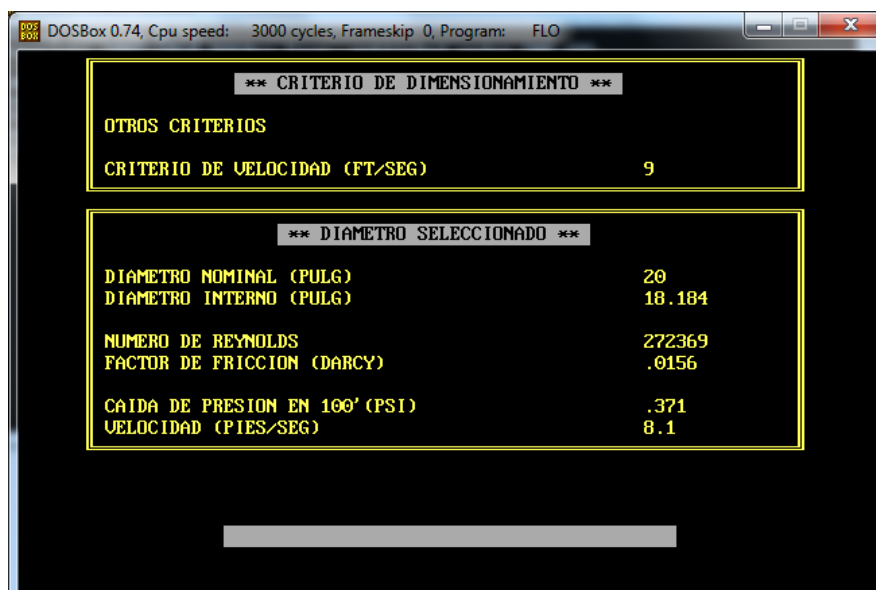 DOS BOX
DOSBox 0.74, Cpu speed: 3000 cycles, Frameskip 0, Program: FLO
** CRITERIO DE DIMENSIONAMIENTO **
OTROS CRITERIOS
CRITERIO DE VELOCIDAD (FT/SEG) 9
** DIAMETRO SELECCIONADO **
DIAMETRO NOMINAL (PULG) 20
DIAMETRO INTERNO (PULG) 18.184
NUMERO DE REYNOLDS 272369
FACTOR DE FRICCION (DARCY) .0156
CAIDA DE PRESION EN 100'(PSI) .371
VELOCIDAD (PIES/SEG) 8.1